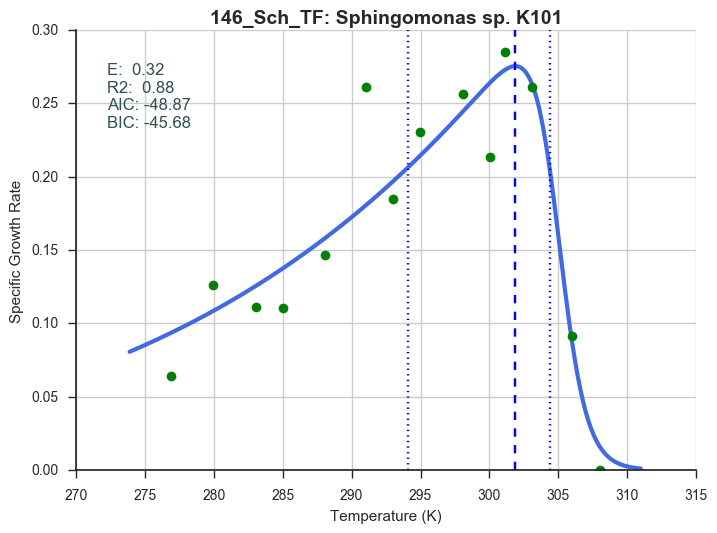 146_Sch_TF: Sphingomonas sp. K101
E:  0.32
R2:  0.88
AIC: -48.87
BIC: -45.68
Specific Growth Rate
0.30
0.25
0.20
0.15
0.10
0.05
0.00
270 275 280 285 290 295 300 305 310 315
Temperature (K)